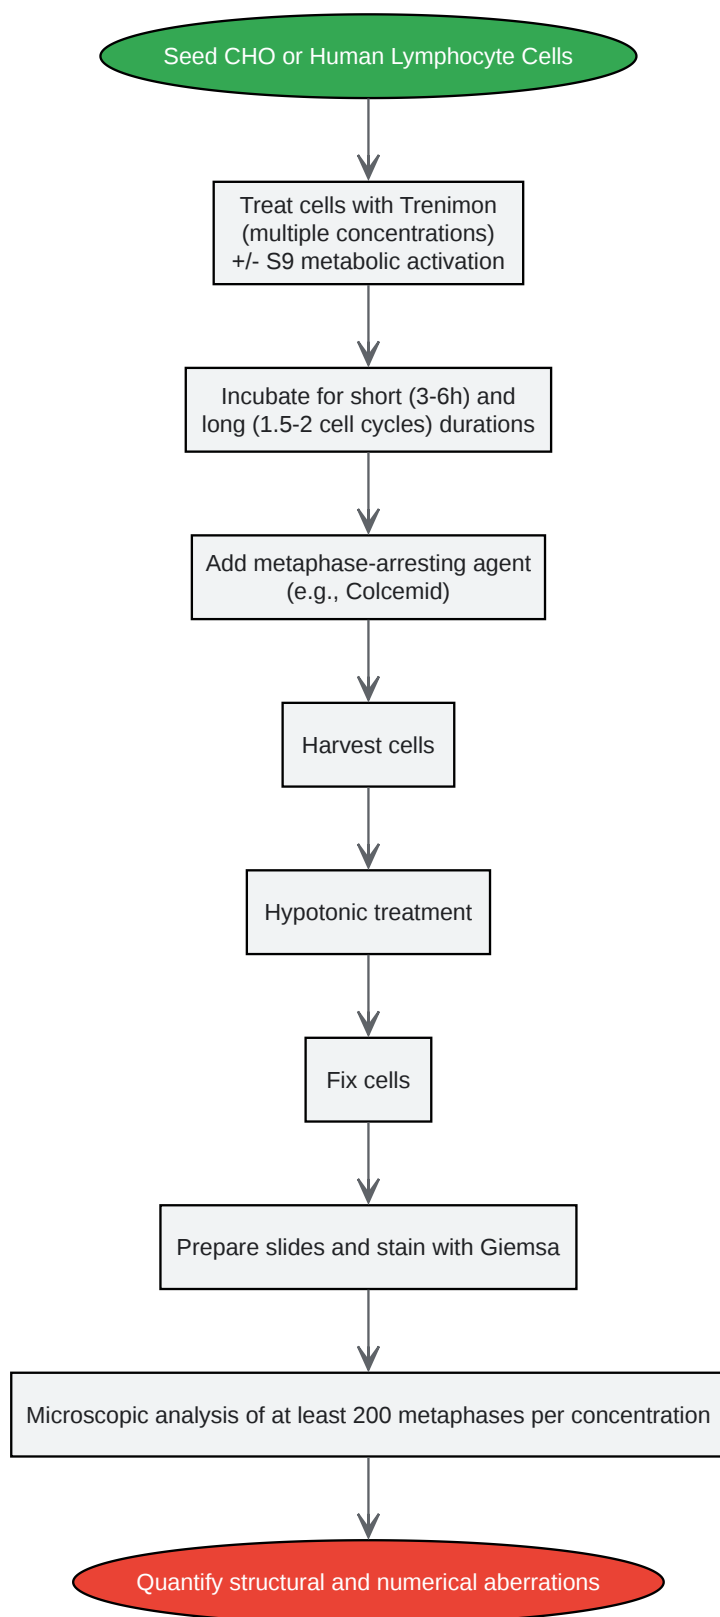 Seed CHO or Human Lymphocyte Cells
Treat cells with Trenimon
(multiple concentrations)
+/- S9 metabolic activation
Incubate for short (3-6h) and
long (1.5-2 cell cycles) durations
Add metaphase-arresting agent
(e.g., Colcemid)
Harvest cells
Hypotonic treatment
Fix cells
Prepare slides and stain with Giemsa
Microscopic analysis of at least 200 metaphases per concentration
Quantify structural and numerical aberrations